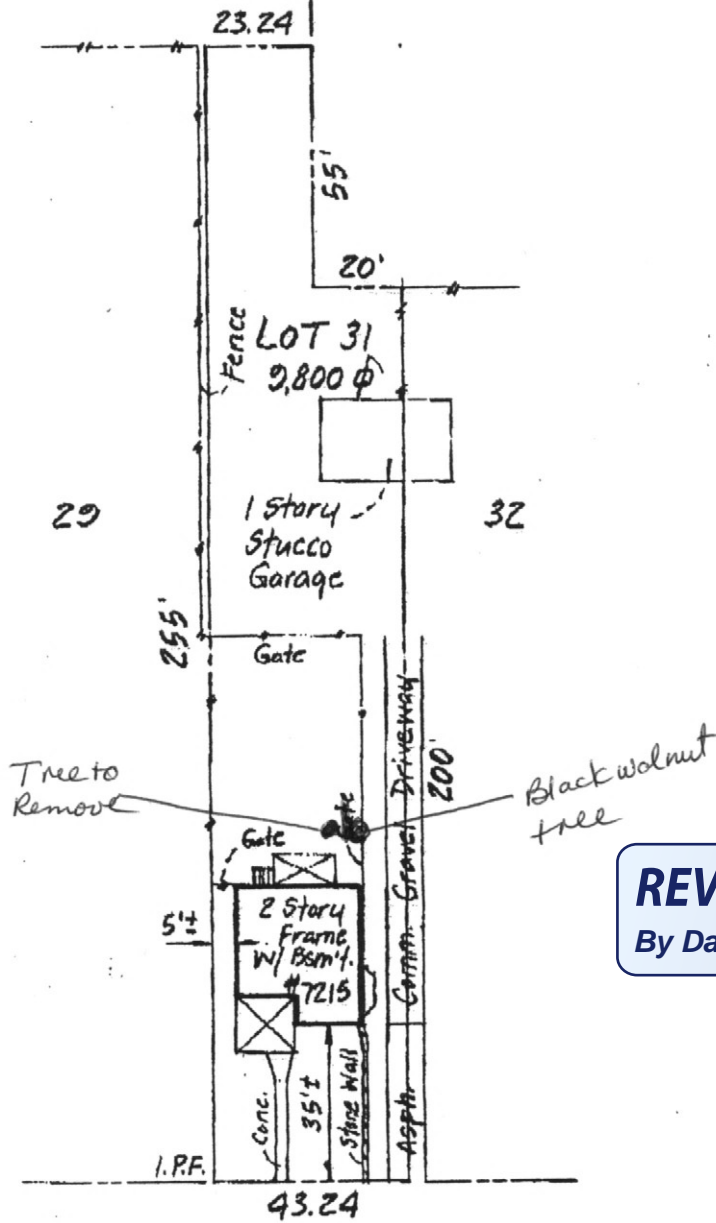 23.24
55'
20'
Fence
LOT 31
9,800 ⌀
29
1 Story
Stucco
Garage
32
255'
Gate
Comm. Gravel Driveway
200'
Tree to
Remove
Black walnut
tree
Gate
Gate
REV
By Da
5'±
2 Story
Frame
W/ Bsm't.
#7215
Conc.
35'±
Stone Wall
Asph.
I.P.F.
43.24